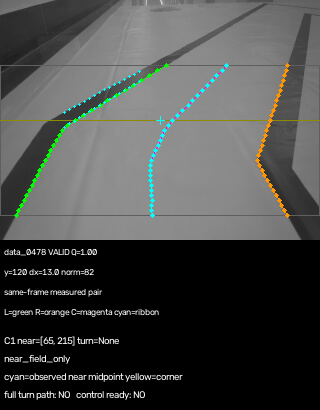 data_0478 VALID Q=1.00
y=120 dx=13.0 norm=82
same-frame measured pair
L=green R=orange C=magenta cyan=ribbon
C1 near=[65, 215] turn=None
near_field_only
cyan=observed near midpoint yellow=corner
full turn path: NO control ready: NO